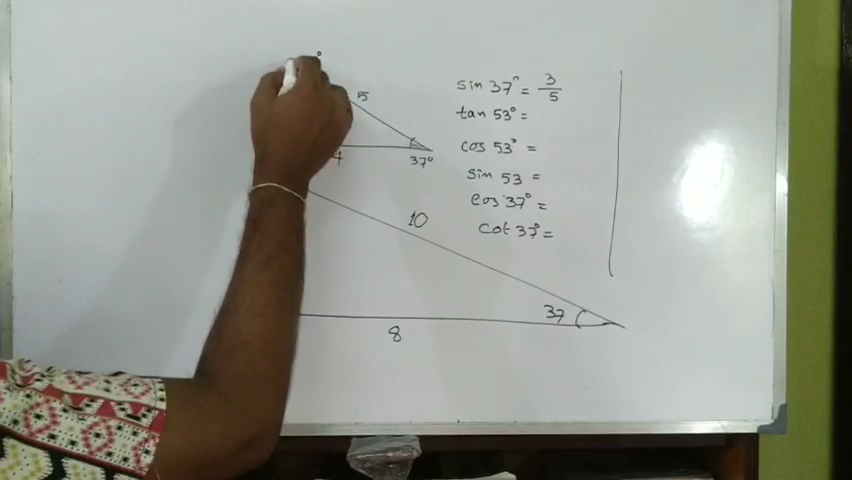 5
4
37°
10
37
8
sin 37° = 3/5
tan 53° =
cos 53° =
sin 53 =
cos 37° =
cot 37° =